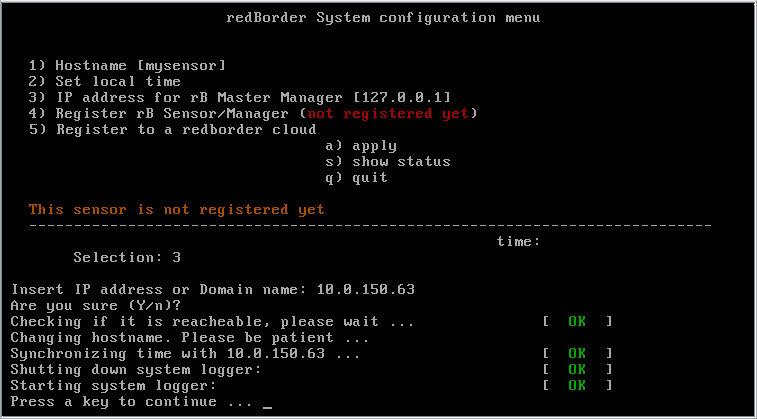 redBorder System configuration menu
1) Hostname [mysensor]
2) Set local time
3) IP address for rB Master Manager [127.0.0.1]
4) Register rB Sensor/Manager (not registered yet)
5) Register to a redborder cloud
a) apply
s) show status
q) quit
This sensor is not registered yet
----------------------------------------------------------------------------
time:
Selection: 3
Insert IP address or Domain name: 10.0.150.63
Are you sure (Y/n)?
Checking if it is reacheable, please wait ... [ OK ]
Changing hostname. Please be patient ...
Synchronizing time with 10.0.150.63 ... [ OK ]
Shutting down system logger: [ OK ]
Starting system logger: [ OK ]
Press a key to continue ... _